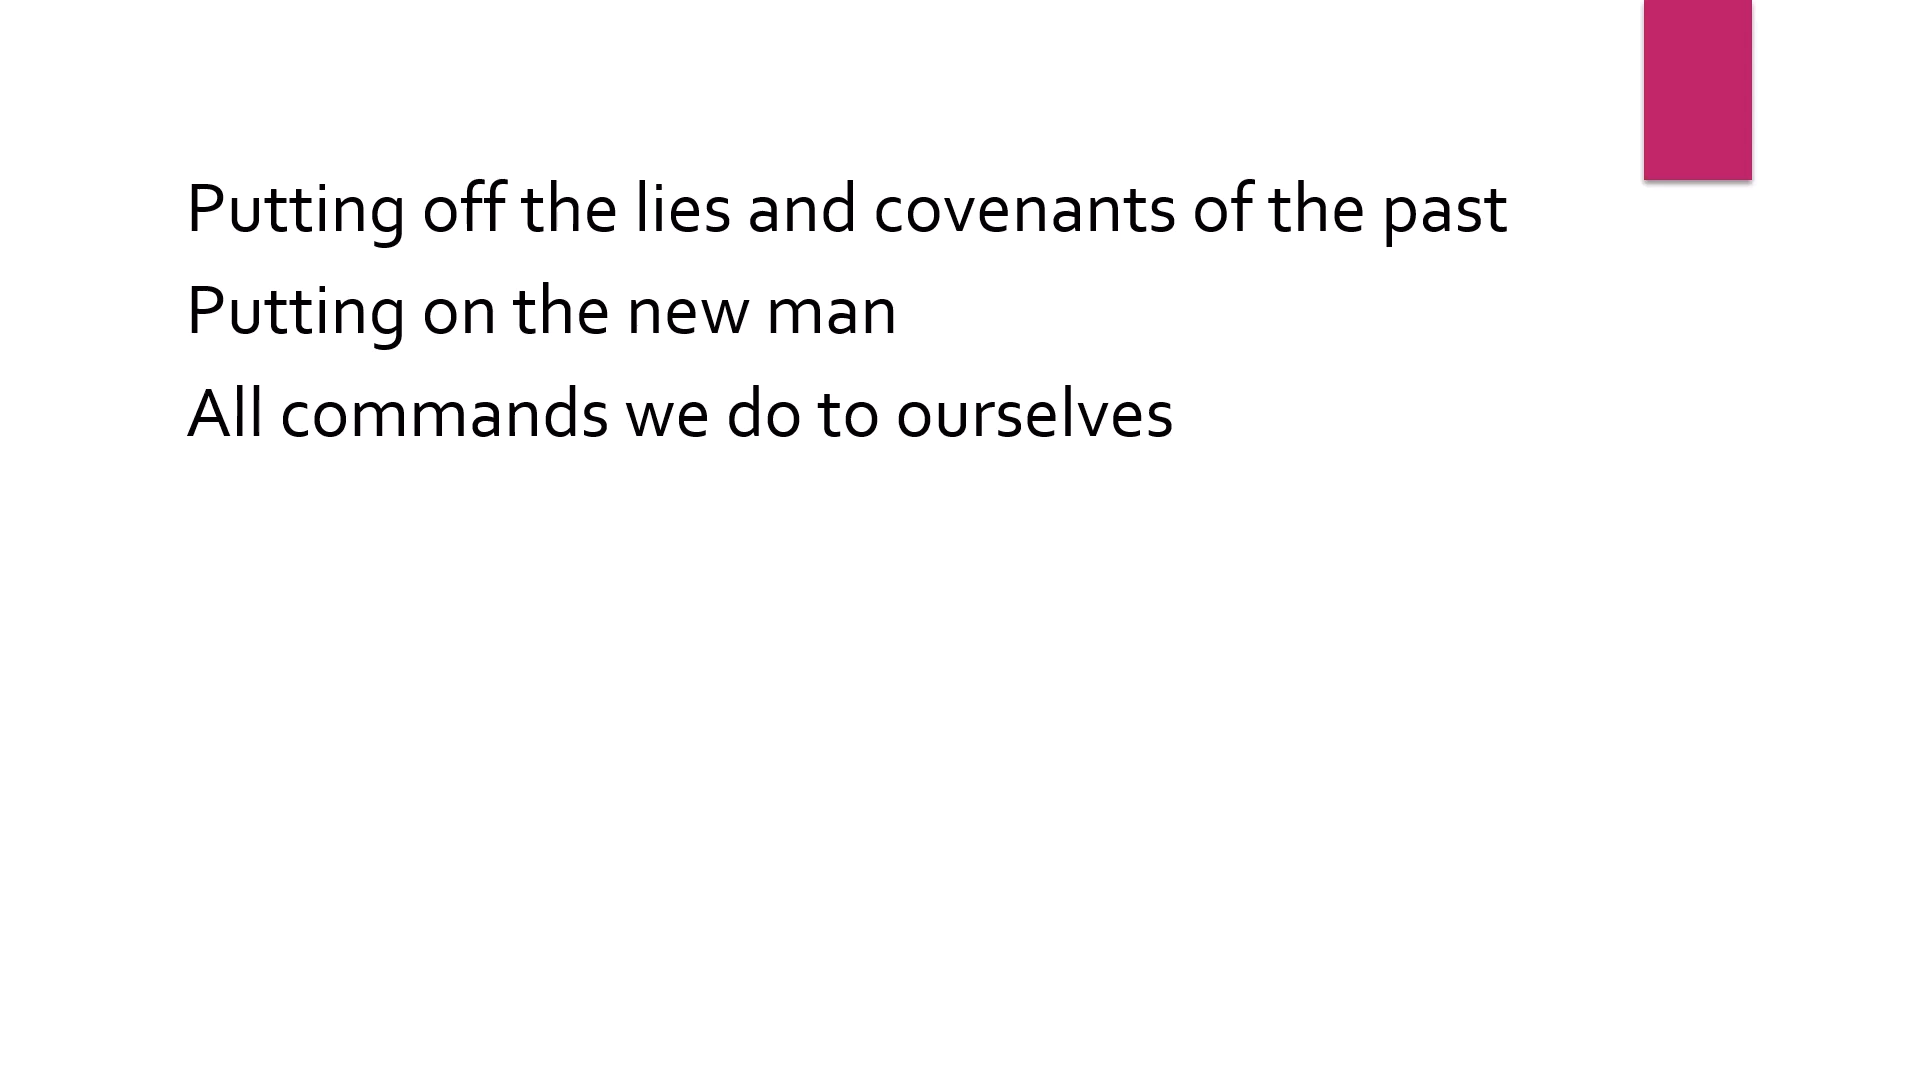 Putting off the lies and covenants of the past
Putting on the new man
All commands we do to ourselves